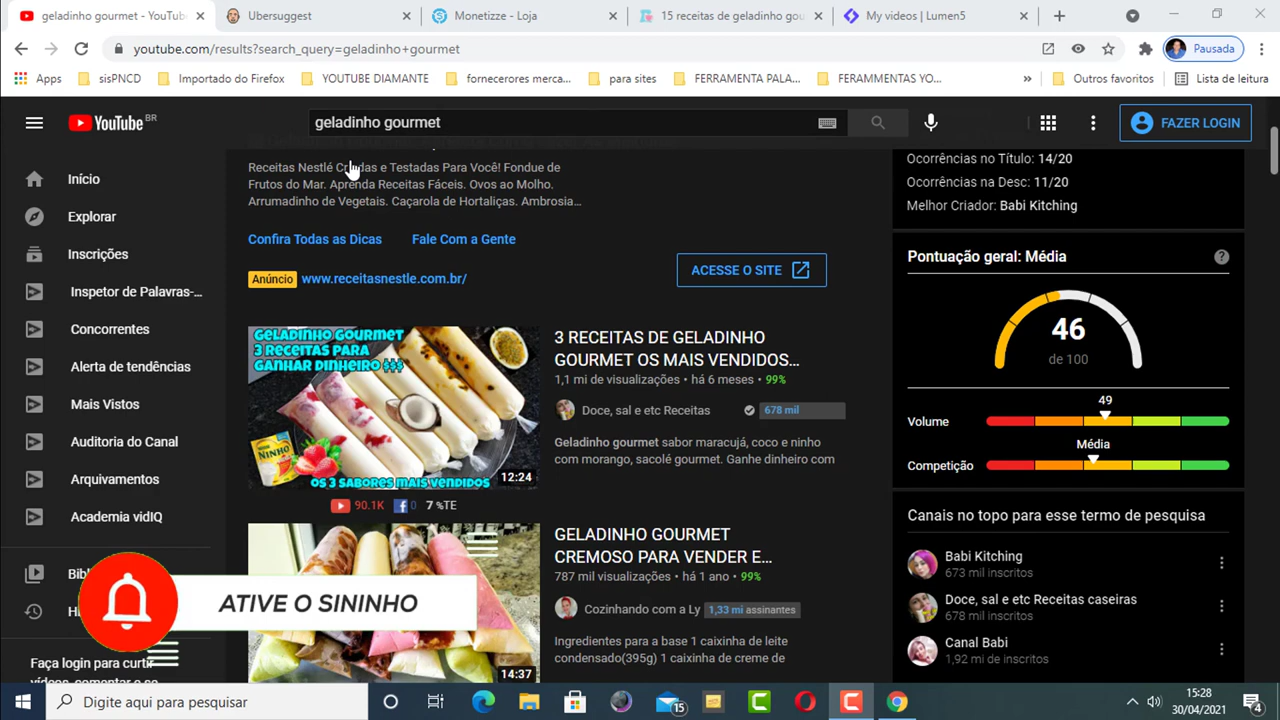 geladinho gourmet - YouTube
Ubersuggest
Monetizze - Loja
15 receitas de geladinho gou
My videos | Lumen5
youtube.com/results?search_query=geladinho+gourmet
Pausada
Apps
sisPNCD
Importado do Firefox
YOUTUBE DIAMANTE
fornecerores merca...
para sites
FERRAMENTA PALA...
FERAMMENTAS YO...
»
Outros favoritos
Lista de leitura
YouTube BR
geladinho gourmet
FAZER LOGIN
Início
Explorar
Inscrições
Inspetor de Palavras-...
Concorrentes
Alerta de tendências
Mais Vistos
Auditoria do Canal
Arquivamentos
Academia vidIQ
Faça login para curtir
ATIVE O SININHO
Receitas Nestlé Criadas e Testadas Para Você! Fondue de
Frutos do Mar. Aprenda Receitas Fáceis. Ovos ao Molho.
Arrumadinho de Vegetais. Caçarola de Hortaliças. Ambrosia...
Confira Todas as Dicas
Fale Com a Gente
Anúncio www.receitasnestle.com.br/
ACESSE O SITE
GELADINHO GOURMET
3 RECEITAS PARA
GANHAR DINHEIRO $$$
NINHO
OS 3 SABORES MAIS VENDIDOS
12:24
90.1K 0 7 %TE
3 RECEITAS DE GELADINHO
GOURMET OS MAIS VENDIDOS...
1,1 mi de visualizações • há 6 meses • 99%
Doce, sal e etc Receitas 678 mil
Geladinho gourmet sabor maracujá, coco e ninho
com morango, sacolé gourmet. Ganhe dinheiro com
14:37
GELADINHO GOURMET
CREMOSO PARA VENDER E...
787 mil visualizações • há 1 ano • 99%
Cozinhando com a Ly 1,33 mi assinantes
Ingredientes para a base 1 caixinha de leite
condensado(395g) 1 caixinha de creme de
Ocorrências no Título: 14/20
Ocorrências na Desc: 11/20
Melhor Criador: Babi Kitching
Pontuação geral: Média
?
46
de 100
49
Volume
Média
Competição
Canais no topo para esse termo de pesquisa
Babi Kitching
673 mil inscritos
Doce, sal e etc Receitas caseiras
678 mil inscritos
Canal Babi
1,92 mi de inscritos
Digite aqui para pesquisar
15
15:28
30/04/2021
4